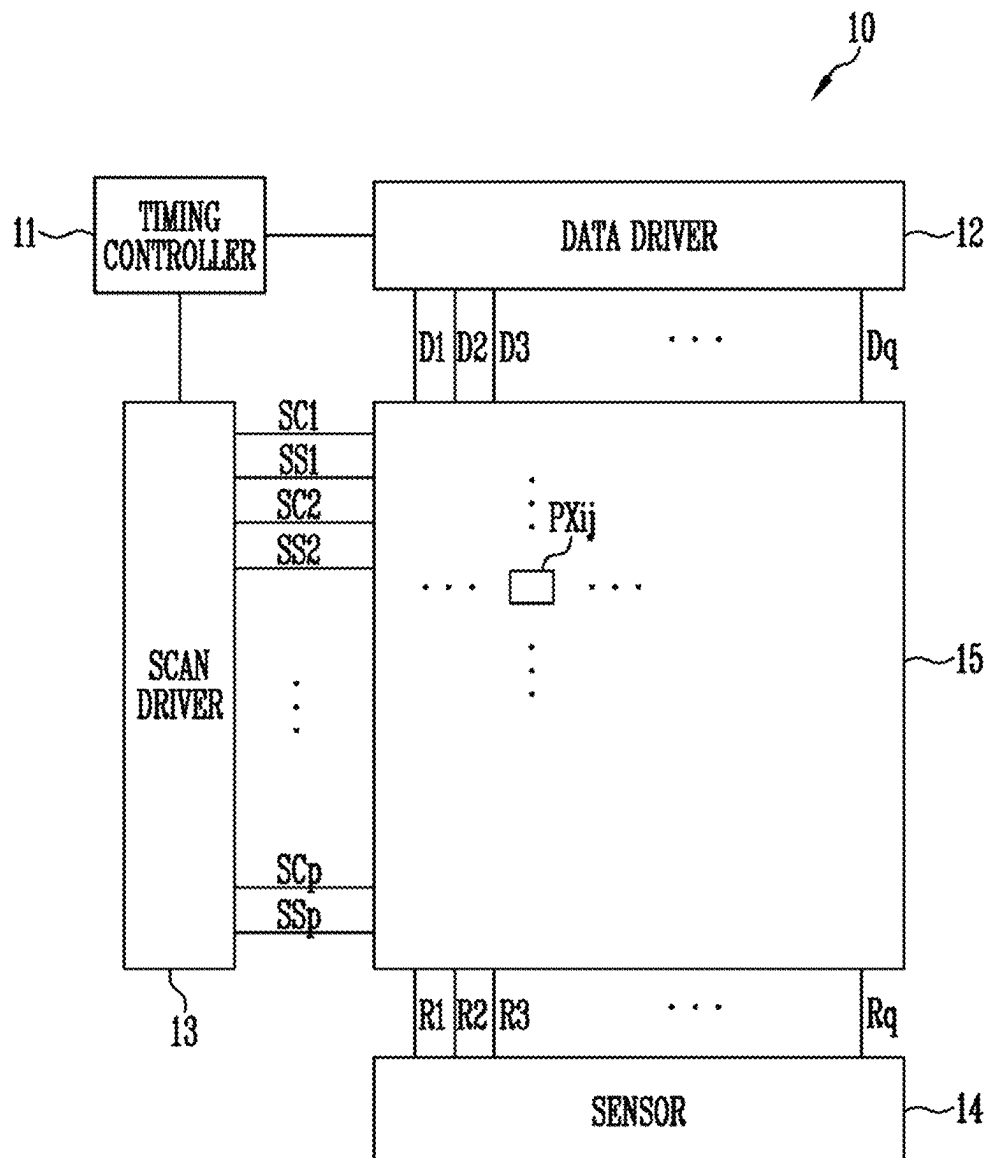 10
TIMING
CONTROLLER
11
DATA DRIVER
12
D1 D2 D3 ... Dq
SC1
SS1
SC2
SS2
PXij
SCAN
DRIVER
15
SCp
SSp
13
R1 R2 R3 ... Rq
SENSOR
14